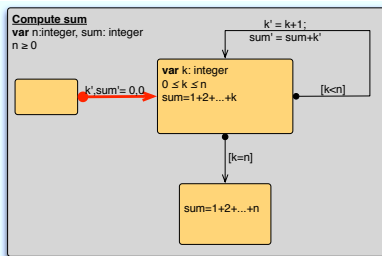 Compute sum
var n:integer, sum: integer
n ≥ 0
k' = k+1;
sum' = sum+k'
k',sum'= 0,0
var k: integer
0 ≤ k ≤ n
sum=1+2+...+k
[k<n]
[k=n]
sum=1+2+...+n